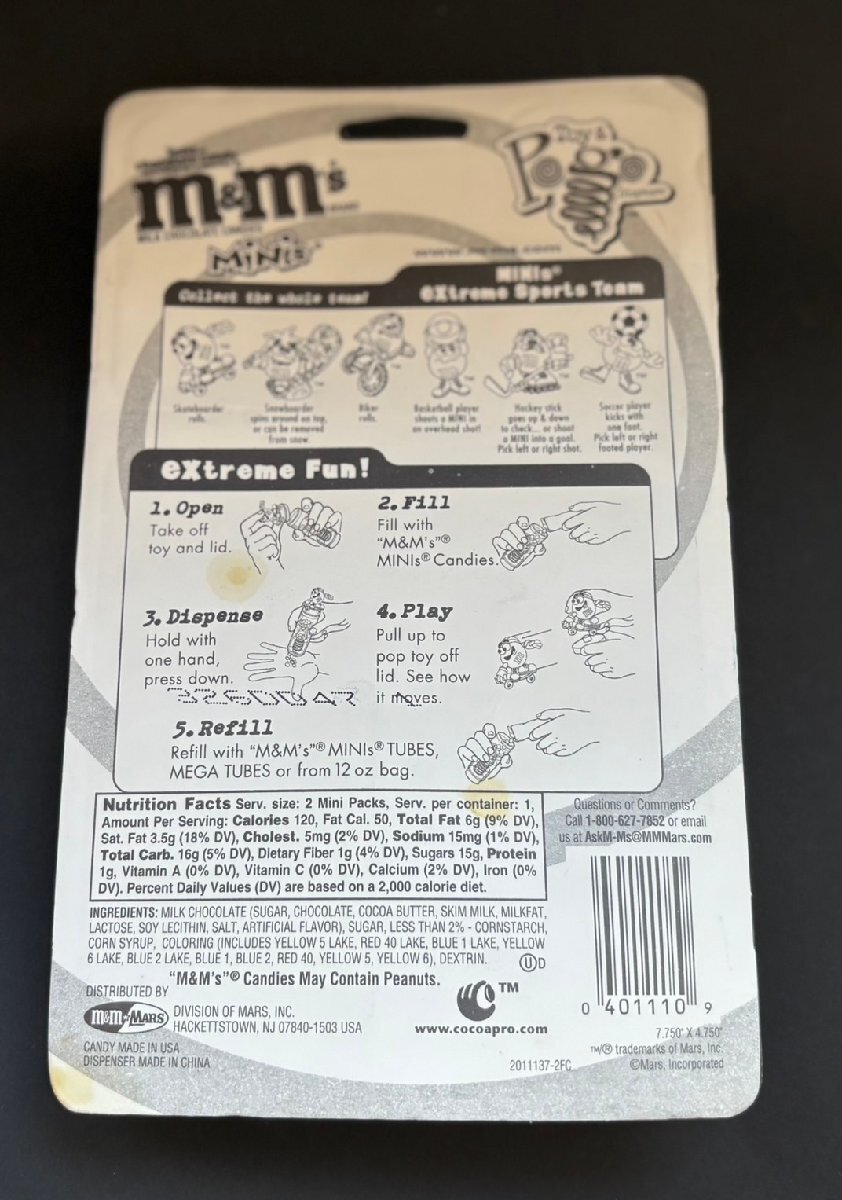 m&m's
MILK CHOCOLATE CANDIES
MINIs
Toy &
Po
Collect the whole team!
MINIs®
eXtreme Sports Team
Skateboarder
rolls.
Snowboarder
spins around on top,
or can be removed
from snow.
Biker
rolls.
Basketball player
shoots a MINI in
an overhead shot!
Hockey stick
goes up & down
to check... or shoot
a MINI into a goal.
Pick left or right shot.
Soccer player
kicks with
one foot.
Pick left or right
footed player.
eXtreme Fun!
1. Open
Take off
toy and lid.
2. Fill
Fill with
"M&M's"®
MINIs® Candies.
3. Dispense
Hold with
one hand,
press down.
4. Play
Pull up to
pop toy off
lid. See how
it moves.
5. Refill
Refill with "M&M's"® MINIs® TUBES,
MEGA TUBES or from 12 oz bag.
Nutrition Facts Serv. size: 2 Mini Packs, Serv. per container: 1,
Amount Per Serving: Calories 120, Fat Cal. 50, Total Fat 6g (9% DV),
Sat. Fat 3.5g (18% DV), Cholest. 5mg (2% DV), Sodium 15mg (1% DV),
Total Carb. 16g (5% DV), Dietary Fiber 1g (4% DV), Sugars 15g, Protein
1g, Vitamin A (0% DV), Vitamin C (0% DV), Calcium (2% DV), Iron (0%
DV). Percent Daily Values (DV) are based on a 2,000 calorie diet.
Questions or Comments?
Call 1-800-627-7852 or email
us at AskM-Ms@MMMars.com
INGREDIENTS: MILK CHOCOLATE (SUGAR, CHOCOLATE, COCOA BUTTER, SKIM MILK, MILKFAT,
LACTOSE, SOY LECITHIN, SALT, ARTIFICIAL FLAVOR), SUGAR, LESS THAN 2% - CORNSTARCH,
CORN SYRUP, COLORING (INCLUDES YELLOW 5 LAKE, RED 40 LAKE, BLUE 1 LAKE, YELLOW
6 LAKE, BLUE 2 LAKE, BLUE 1, BLUE 2, RED 40, YELLOW 5, YELLOW 6), DEXTRIN.
ⓊD
"M&M's"® Candies May Contain Peanuts.
DISTRIBUTED BY
m&m MARS
DIVISION OF MARS, INC.
HACKETTSTOWN, NJ 07840-1503 USA
TM
www.cocoapro.com
0 401110 9
7.750" X 4.750"
TM/® trademarks of Mars, Inc.
©Mars, Incorporated
CANDY MADE IN USA
DISPENSER MADE IN CHINA
2011137-2FC